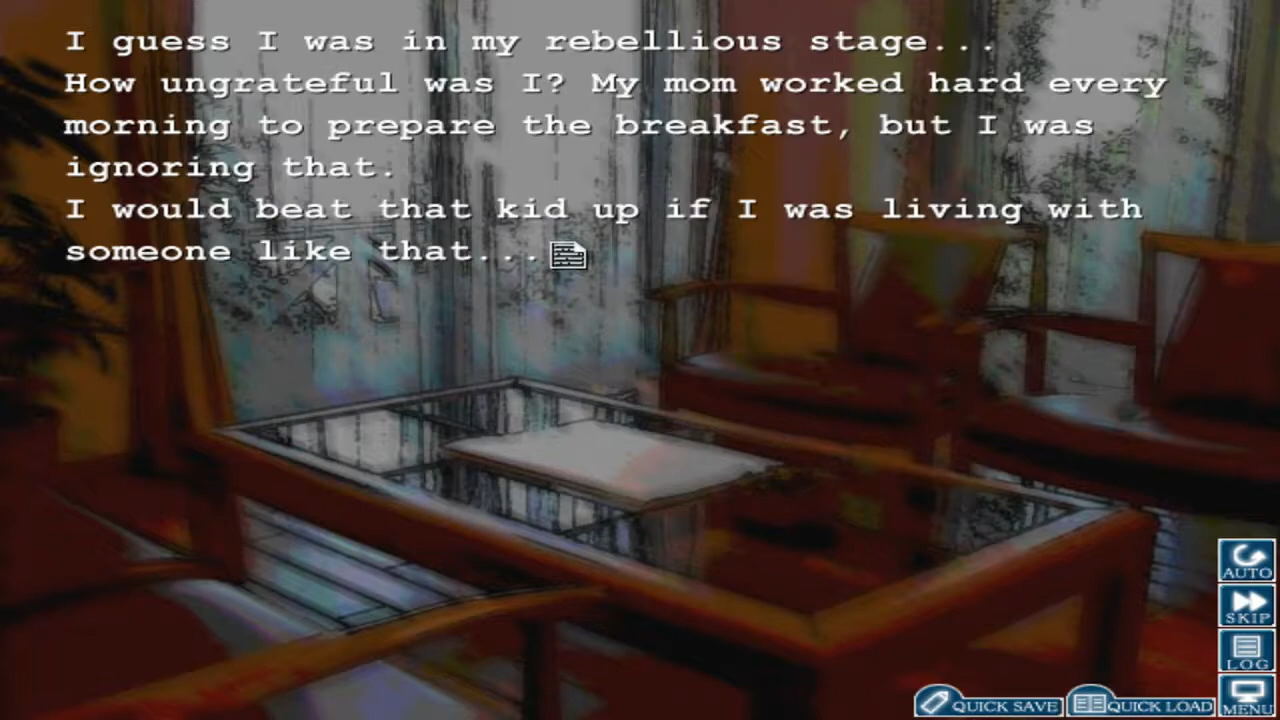 I guess I was in my rebellious stage...
How ungrateful was I? My mom worked hard every
morning to prepare the breakfast, but I was
ignoring that.
I would beat that kid up if I was living with
someone like that...
AUTO
SKIP
LOG
MENU
QUICK SAVE
QUICK LOAD